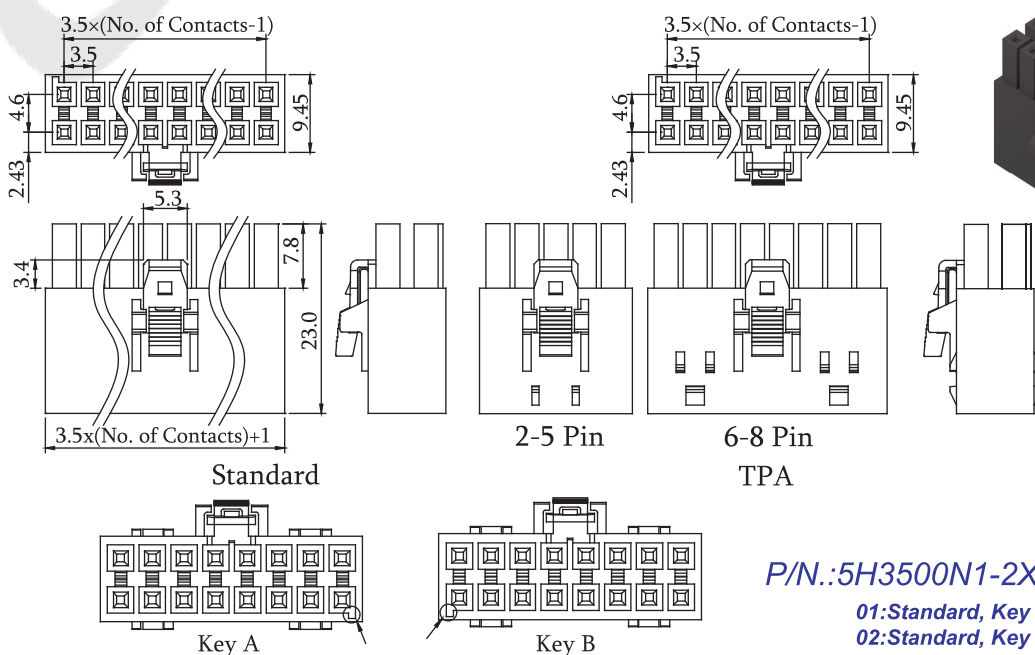 3.5×(No. of Contacts-1)
3.5
4.6
2.43
9.45
3.5×(No. of Contacts-1)
3.5
4.6
2.43
9.45
5.3
3.4
7.8
23.0
3.5x(No. of Contacts)+1
Standard
2-5 Pin
6-8 Pin
TPA
Key A
Key B
P/N.:5H3500N1-2X
01:Standard, Key
02:Standard, Key